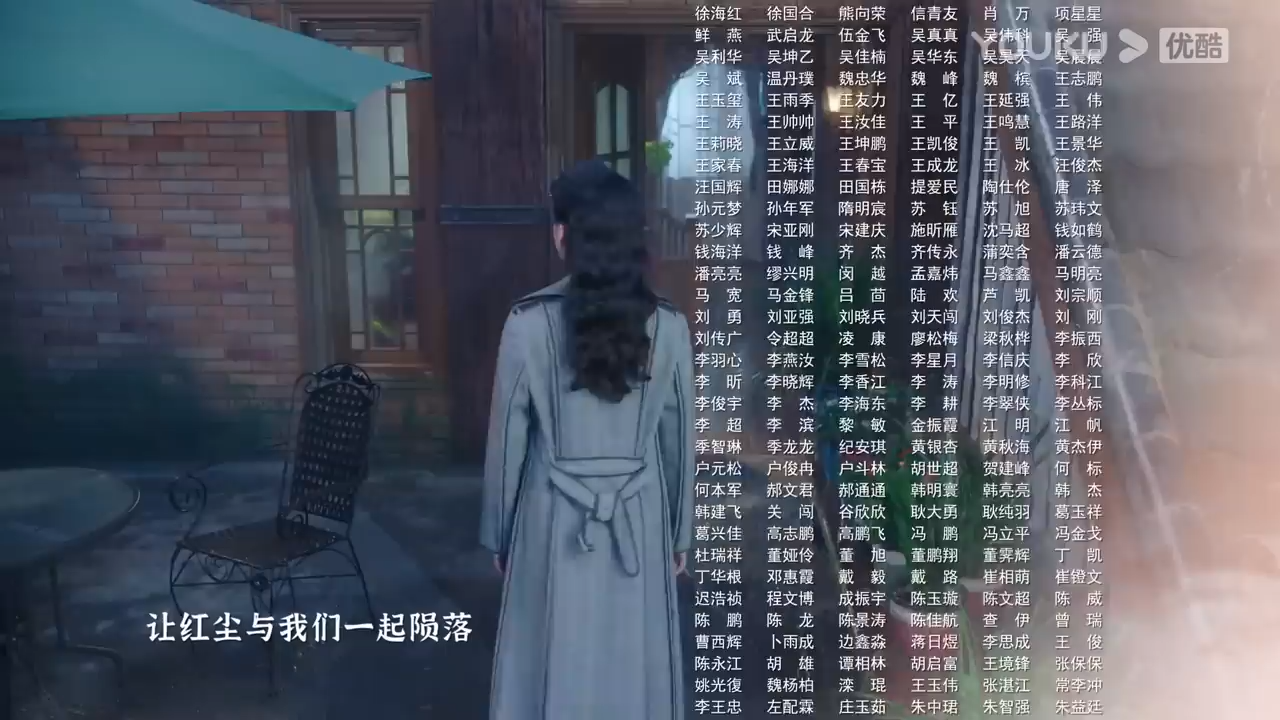 徐海红 徐国合 熊向荣 信青友 肖 万 项星星
鲜 燕 武启龙 伍金飞 吴真真 吴伟科 吴 强
YOUKU 优酷
吴利华 吴坤乙 吴佳楠 吴华东 吴昊天 吴晨晨
吴 斌 温丹璞 魏忠华 魏 峰 魏 槟 王志鹏
王玉玺 王雨季 王友力 王 亿 王延强 王 伟
王 涛 王帅帅 王汝佳 王 平 王鸣慧 王路洋
王莉晓 王立威 王坤鹏 王凯俊 王 凯 王景华
王家春 王海洋 王春宝 王成龙 王 冰 汪俊杰
汪国辉 田娜娜 田国栋 提爱民 陶仕伦 唐 泽
孙元梦 孙年军 隋明宸 苏 钰 苏 旭 苏玮文
苏少辉 宋亚刚 宋建庆 施昕雁 沈马超 钱如鹤
钱海洋 钱 峰 齐 杰 齐传永 蒲奕含 潘云德
潘亮亮 缪兴明 闵 越 孟嘉炜 马鑫鑫 马明亮
马 宽 马金锋 吕 茴 陆 欢 芦 凯 刘宗顺
刘 勇 刘亚强 刘晓兵 刘天闯 刘俊杰 刘 刚
刘传广 令超超 凌 康 廖松梅 梁秋桦 李振西
李羽心 李燕汝 李雪松 李星月 李信庆 李 欣
李 昕 李晓辉 李香江 李 涛 李明修 李科江
李俊宇 李 杰 李海东 李 耕 李翠侠 李丛标
李 超 李 滨 黎 敏 金振霞 江 明 江 帆
季智琳 季龙龙 纪安琪 黄银杏 黄秋海 黄杰伊
户元松 户俊冉 户斗林 胡世超 贺建峰 何 标
何本军 郝文君 郝通通 韩明寰 韩亮亮 韩 杰
韩建飞 关 闯 谷欣欣 耿大勇 耿纯羽 葛玉祥
葛兴佳 高志鹏 高鹏飞 冯 鹏 冯立平 冯金戈
杜瑞祥 董娅伶 董 旭 董鹏翔 董霁辉 丁 凯
丁华根 邓惠霞 戴 毅 戴 路 崔相萌 崔镫文
迟浩祯 程文博 成振宇 陈玉璇 陈文超 陈 威
陈 鹏 陈 龙 陈景涛 陈佳航 查 伊 曾 瑞
让红尘与我们一起陨落
曹西辉 卜雨成 边鑫淼 蒋日煜 李思成 王 俊
陈永江 胡 雄 谭相林 胡启富 王境锋 张保保
姚光復 魏杨柏 滦 琨 王玉伟 张湛江 常李冲
李王忠 左配霖 庄玉茹 朱中珺 朱智强 朱益廷